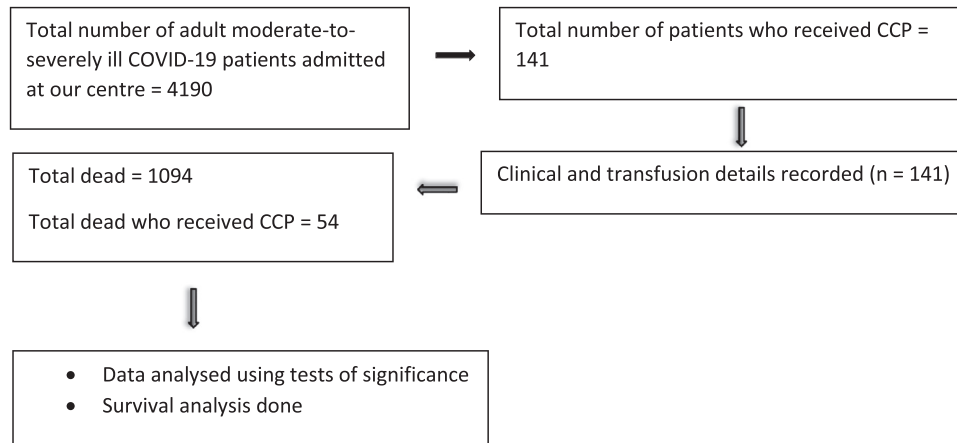 Total number of adult moderate-to-
severely ill COVID-19 patients admitted
at our centre = 4190
Total number of patients who received CCP =
141
Clinical and transfusion details recorded (n = 141)
Total dead = 1094
Total dead who received CCP = 54
• Data analysed using tests of significance
• Survival analysis done